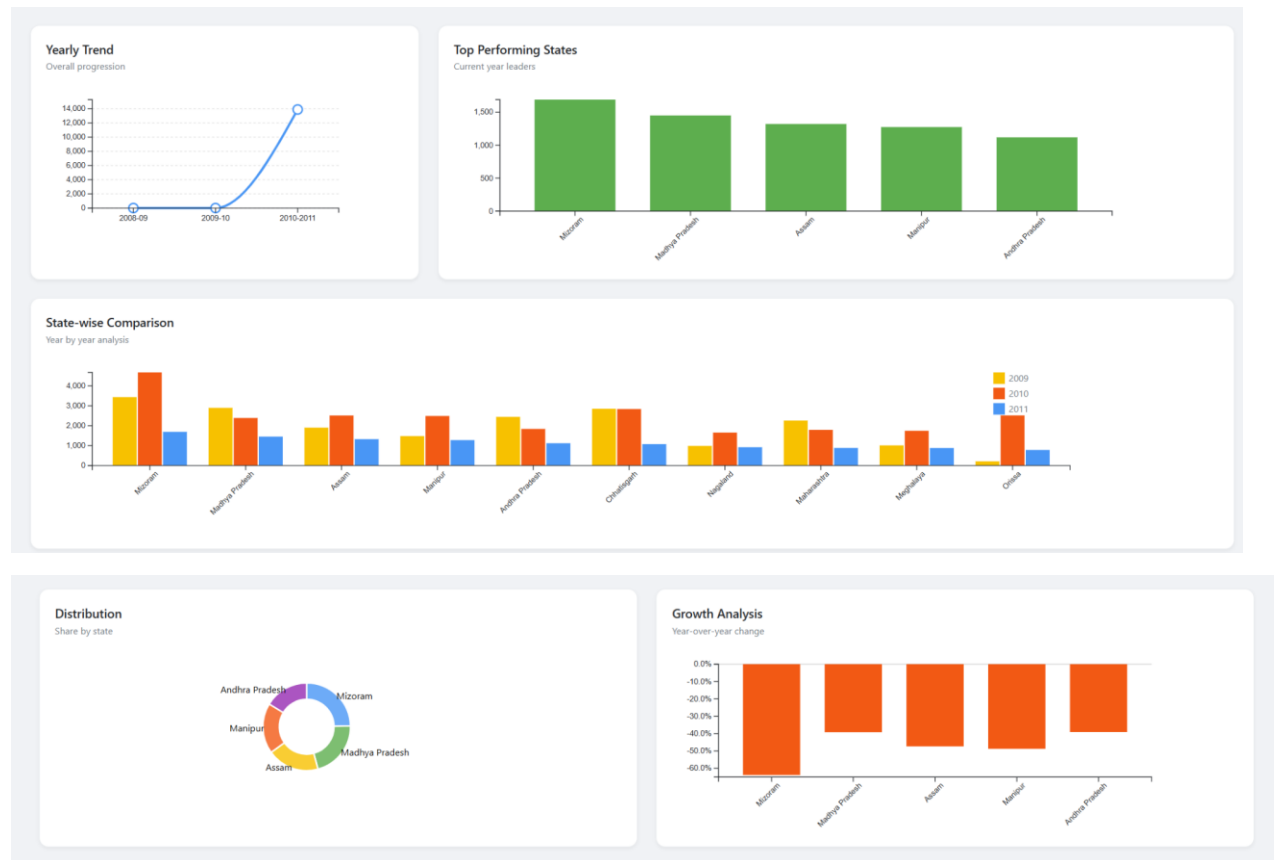 Yearly Trend
Overall progression
14,000
12,000
10,000
8,000
6,000
4,000
2,000
0
2008-09 2009-10 2010-2011
Top Performing States
Current year leaders
1,500
1,000
500
0
Mizoram Madhya Pradesh Assam Manipur Andhra Pradesh
State-wise Comparison
Year by year analysis
4,000
3,000
2,000
1,000
0
2009
2010
2011
Mizoram Madhya Pradesh Assam Manipur Andhra Pradesh Chhatisgarh Nagaland Maharashtra Meghalaya Orissa
Distribution
Share by state
Andhra Pradesh
Mizoram
Manipur
Madhya Pradesh
Assam
Growth Analysis
Year-over-year change
0.0%
-10.0%
-20.0%
-30.0%
-40.0%
-50.0%
-60.0%
Mizoram Madhya Pradesh Assam Manipur Andhra Pradesh